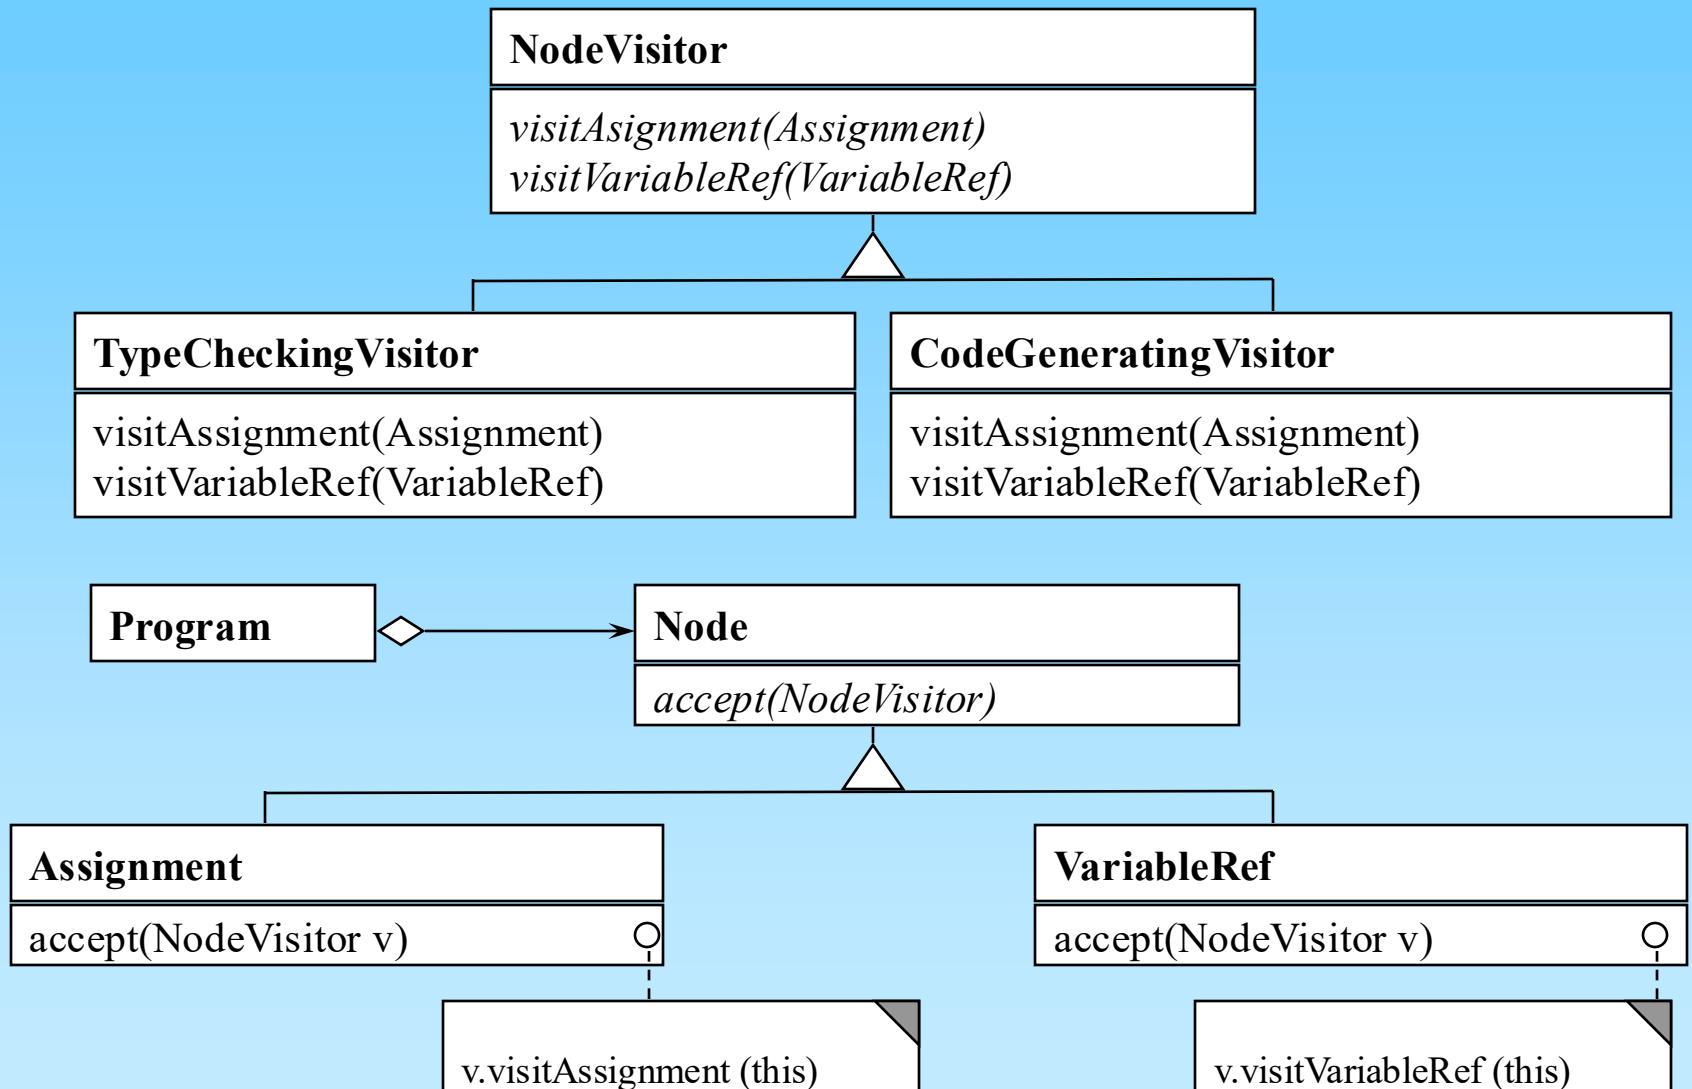 NodeVisitor
visitAsignment(Assignment)
visitVariableRef(VariableRef)
TypeCheckingVisitor
visitAssignment(Assignment)
visitVariableRef(VariableRef)
CodeGeneratingVisitor
visitAssignment(Assignment)
visitVariableRef(VariableRef)
Program
Node
accept(NodeVisitor)
Assignment
accept(NodeVisitor v)
v.visitAssignment (this)
VariableRef
accept(NodeVisitor v)
v.visitVariableRef (this)